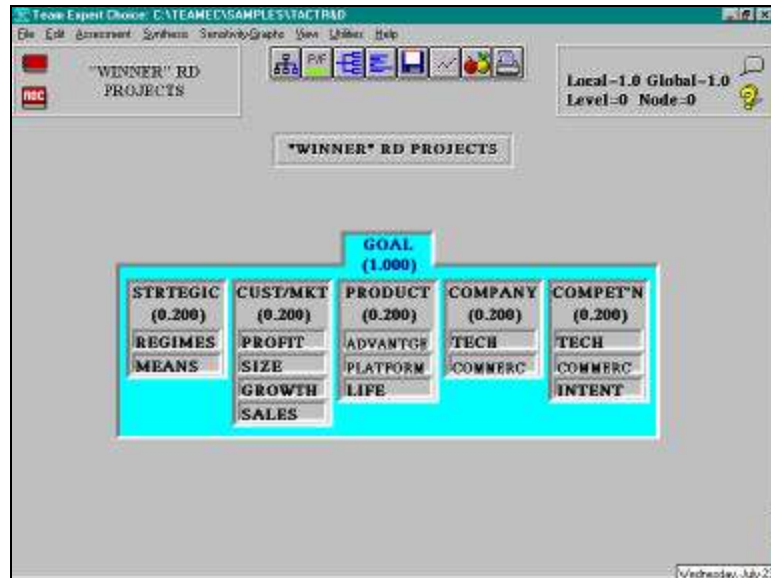 Team Expert Choice: C:\TEAMEC\SAMPLES\TACTR&D
File Edit Assessment Synthesis Sensitivity-Graphs View Utilities Help
"WINNER" RD
PROJECTS
P/F
Local=1.0 Global=1.0
Level=0 Node=0
"WINNER" RD PROJECTS
GOAL
(1.000)
STRTEGIC CUST/MKT PRODUCT COMPANY COMPET'N
(0.200) (0.200) (0.200) (0.200) (0.200)
REGIMES PROFIT ADVANTGE TECH TECH
MEANS SIZE PLATFORM COMMERC COMMERC
GROWTH LIFE INTENT
SALES
Wednesday, July 2